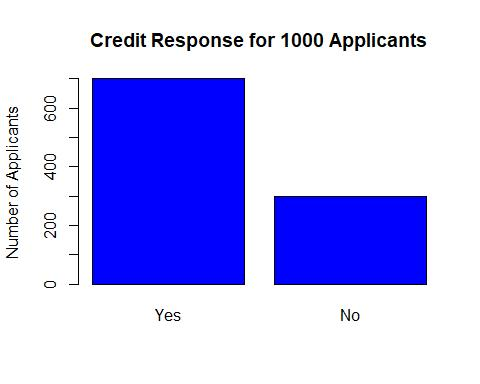 Credit Response for 1000 Applicants
Number of Applicants
600
400
200
0
Yes
No